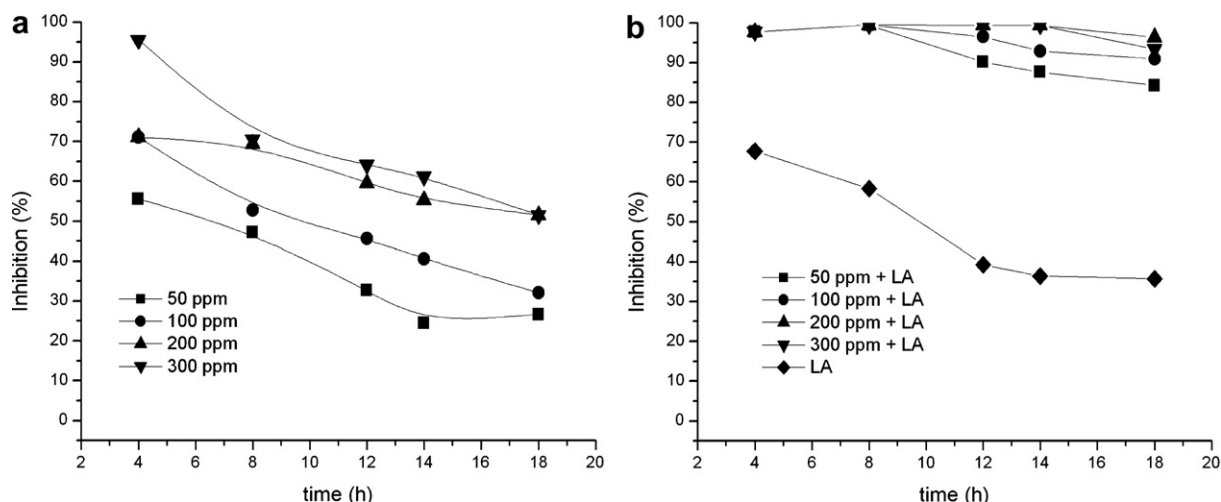 a
Inhibition (%)
100
90
80
70
60
50
40
30
20
10
0
50 ppm
100 ppm
200 ppm
300 ppm
2 4 6 8 10 12 14 16 18 20
time (h)
b
Inhibition (%)
100
90
80
70
60
50
40
30
20
10
0
50 ppm + LA
100 ppm + LA
200 ppm + LA
300 ppm + LA
LA
2 4 6 8 10 12 14 16 18 20
time (h)